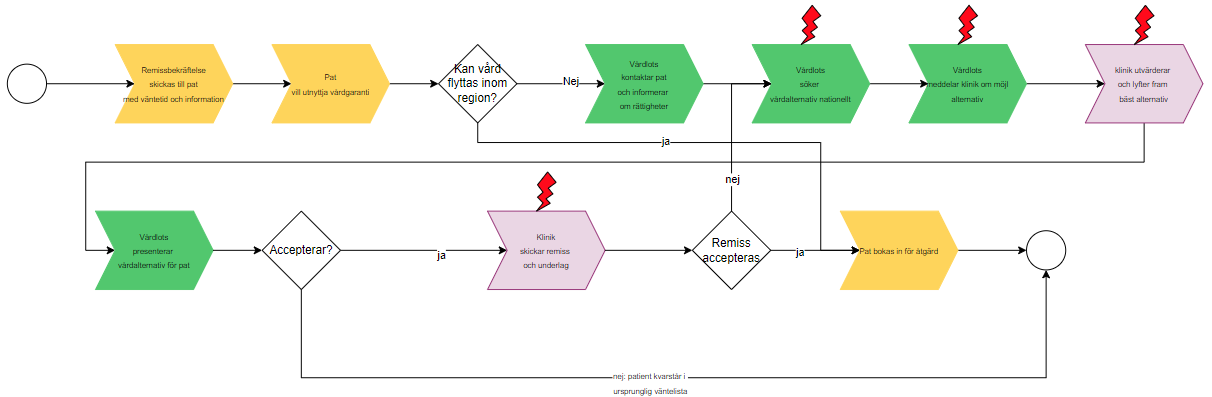 Remissbekräftelse
skickas till pat
med väntetid och information
Pat
vill utnyttja vårdgaranti
Kan vård
flyttas inom
region?
Nej
Vårdlots
kontaktar pat
och informerar
om rättigheter
Vårdlots
söker
vårdalternativ nationellt
Vårdlots
meddelar klinik om möjl
alternativ
klinik utvärderar
och lyfter fram
bäst alternativ
ja
nej
Vårdlots
presenterar
vårdalternativ för pat
Accepterar?
ja
Klinik
skickar remiss
och underlag
Remiss
accepteras
ja
Pat bokas in för åtgärd
nej: patient kvarstår i
ursprunglig väntelista